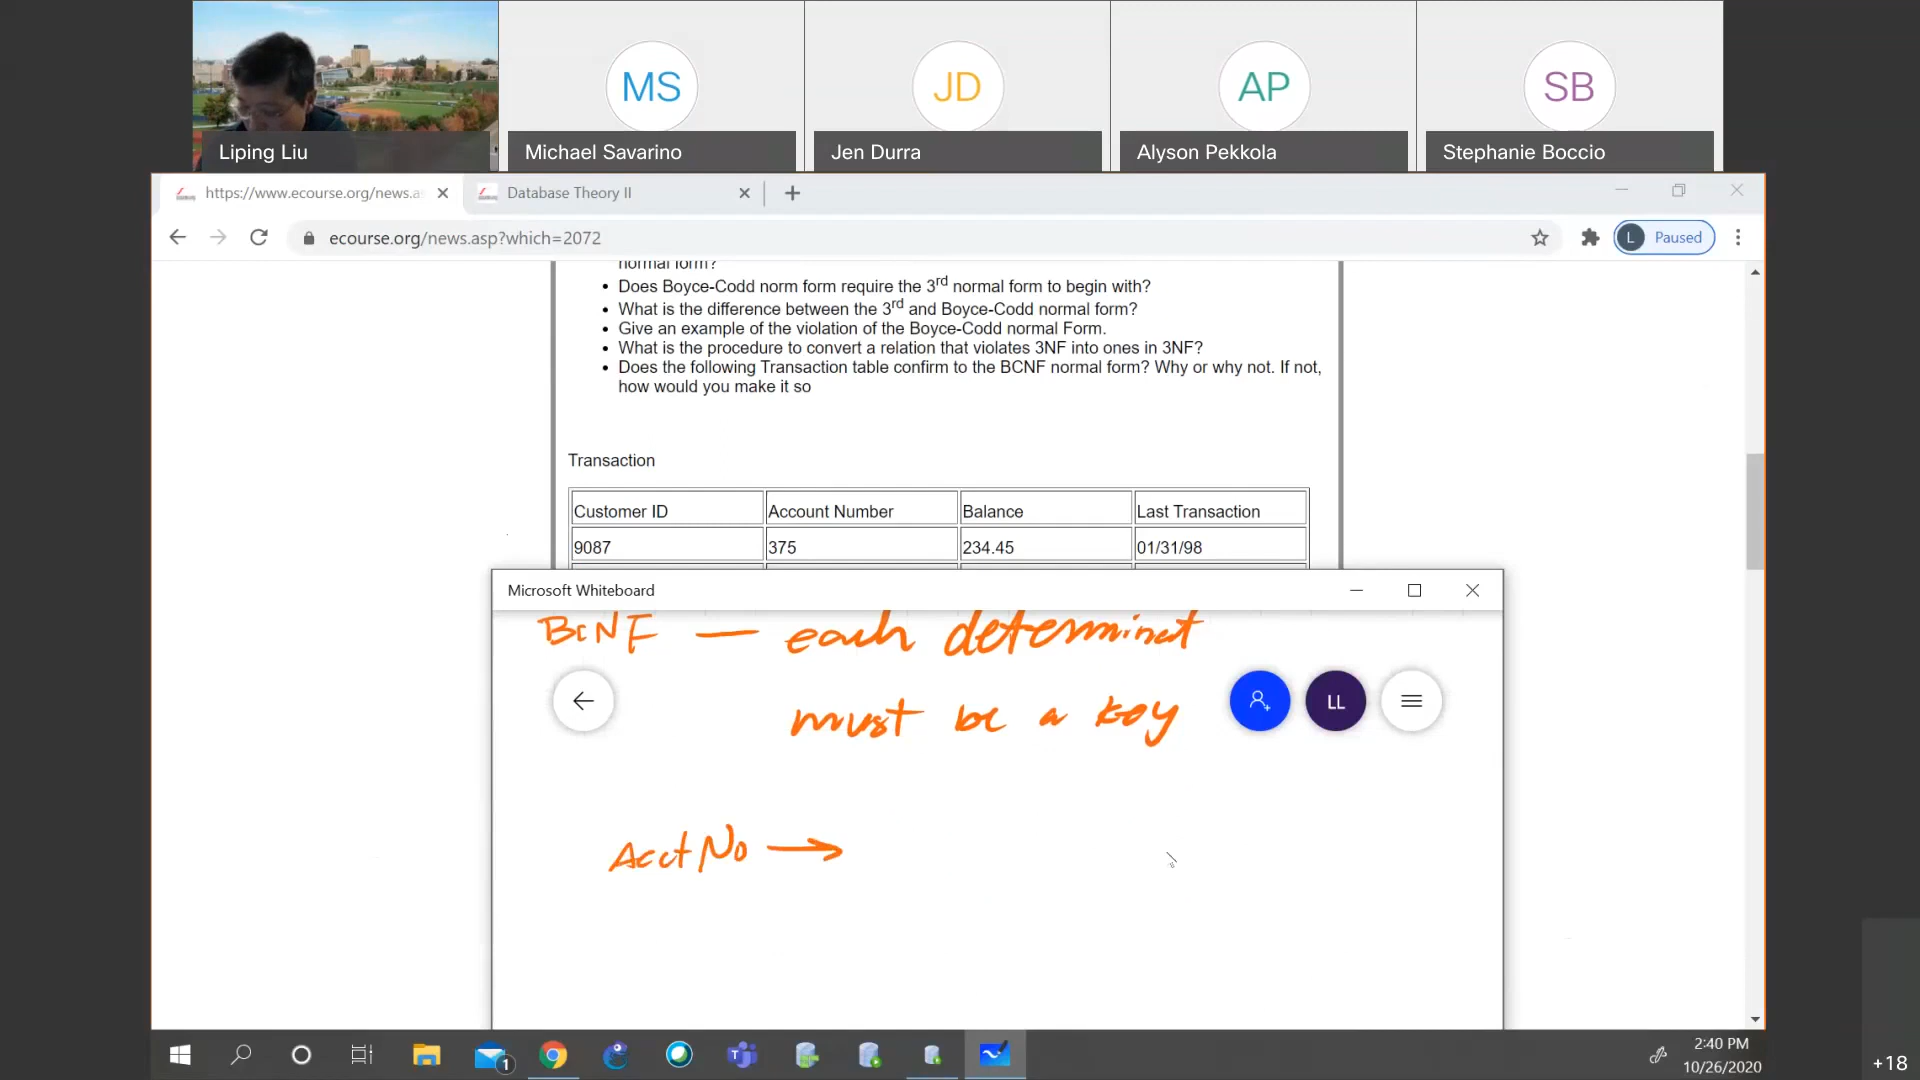 MS
JD
AP
SB
Liping Liu
Michael Savarino
Jen Durra
Alyson Pekkola
Stephanie Boccio
https://www.ecourse.org/news.a
Database Theory II
ecourse.org/news.asp?which=2072
L Paused
normal form?
• Does Boyce-Codd norm form require the 3rd normal form to begin with?
• What is the difference between the 3rd and Boyce-Codd normal form?
• Give an example of the violation of the Boyce-Codd normal Form.
• What is the procedure to convert a relation that violates 3NF into ones in 3NF?
• Does the following Transaction table confirm to the BCNF normal form? Why or why not. If not,
how would you make it so
Transaction
Customer ID Account Number Balance Last Transaction
9087 375 234.45 01/31/98
Microsoft Whiteboard
BCNF — each determinat
must be a key
LL
Acct No →
1
2:40 PM
10/26/2020
+18